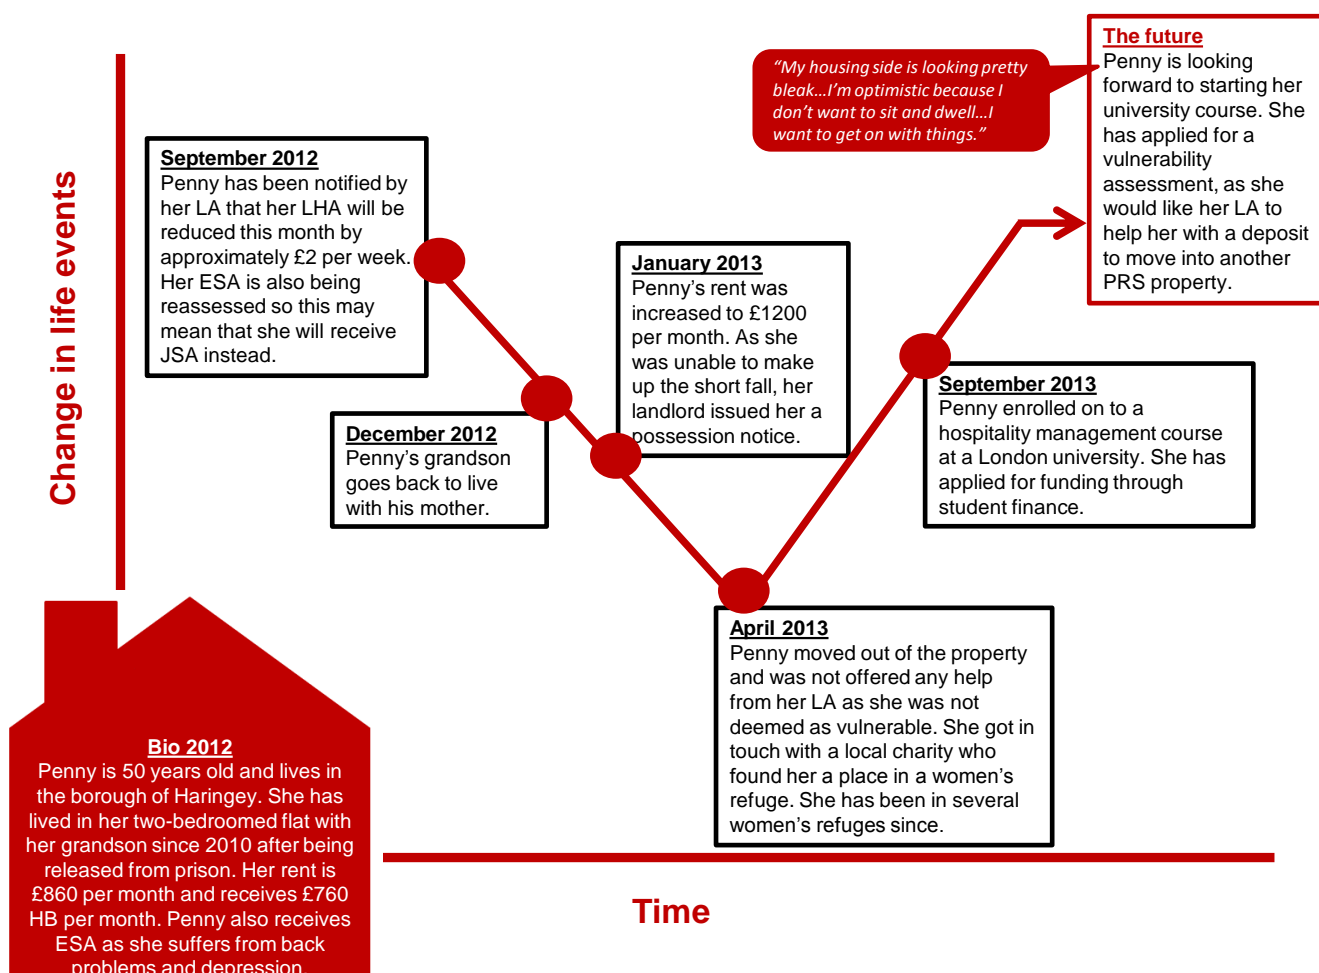 Change in life events
September 2012
Penny has been notified by
her LA that her LHA will be
reduced this month by
approximately £2 per week.
Her ESA is also being
reassessed so this may
mean that she will receive
JSA instead.
December 2012
Penny’s grandson
goes back to live
with his mother.
January 2013
Penny’s rent was
increased to £1200
per month. As she
was unable to make
up the short fall, her
landlord issued her a
possession notice.
April 2013
Penny moved out of the property
and was not offered any help
from her LA as she was not
deemed as vulnerable. She got in
touch with a local charity who
found her a place in a women’s
refuge. She has been in several
women’s refuges since.
September 2013
Penny enrolled on to a
hospitality management course
at a London university. She has
applied for funding through
student finance.
“My housing side is looking pretty
bleak…I’m optimistic because I
don’t want to sit and dwell…I
want to get on with things.”
The future
Penny is looking
forward to starting her
university course. She
has applied for a
vulnerability
assessment, as she
would like her LA to
help her with a deposit
to move into another
PRS property.
Bio 2012
Penny is 50 years old and lives in
the borough of Haringey. She has
lived in her two-bedroomed flat with
her grandson since 2010 after being
released from prison. Her rent is
£860 per month and receives £760
HB per month. Penny also receives
ESA as she suffers from back
problems and depression
Time